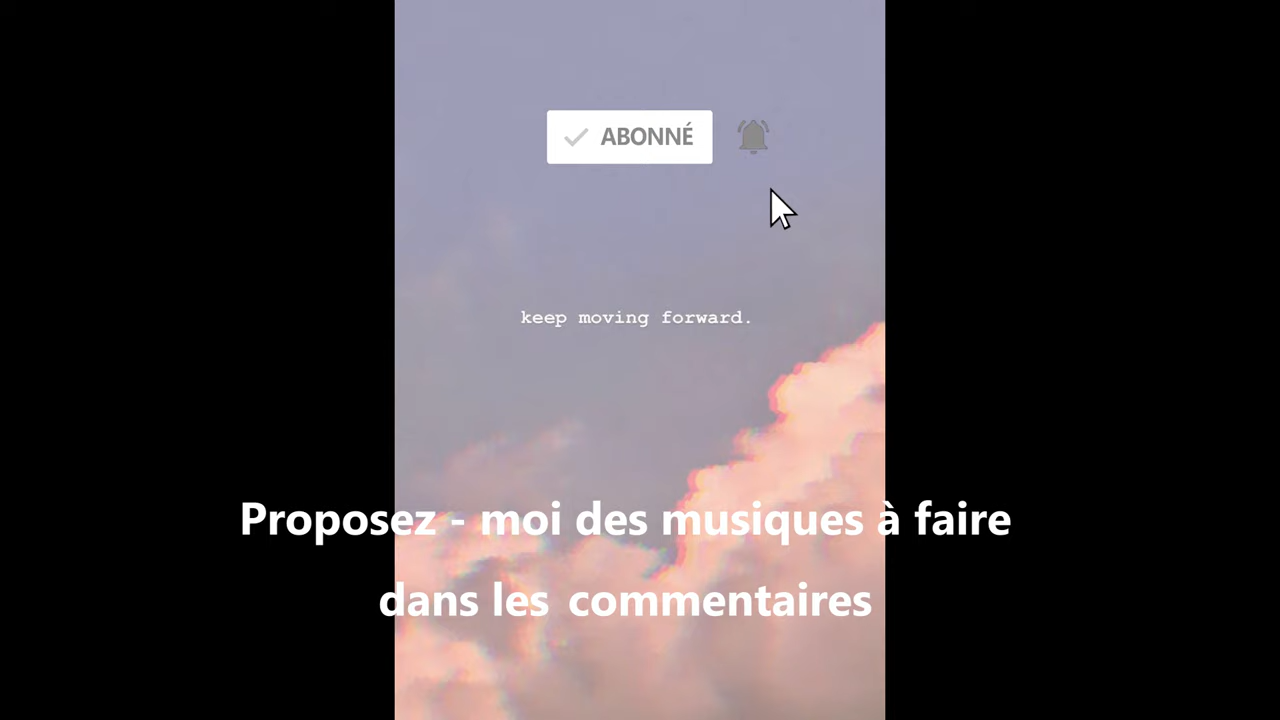 ABONNÉ
keep moving forward.
Proposez - moi des musiques à faire
dans les commentaires